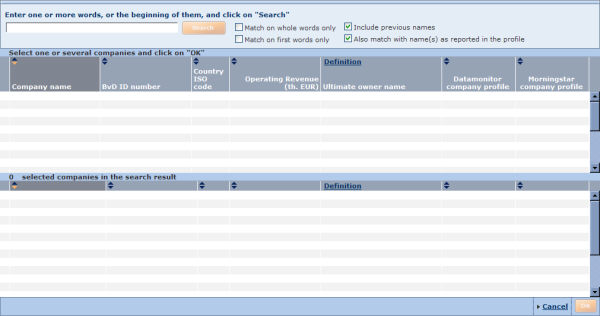 Enter one or more words, or the beginning of them, and click on "Search"
Search
Match on whole words only
Include previous names
Match on first words only
Also match with name(s) as reported in the profile
Select one or several companies and click on "OK"
Company name
BvD ID number
Country ISO code
Operating Revenue (th. EUR)
Definition
Ultimate owner name
Datamonitor company profile
Morningstar company profile
0 selected companies in the search result
Definition
Cancel
OK